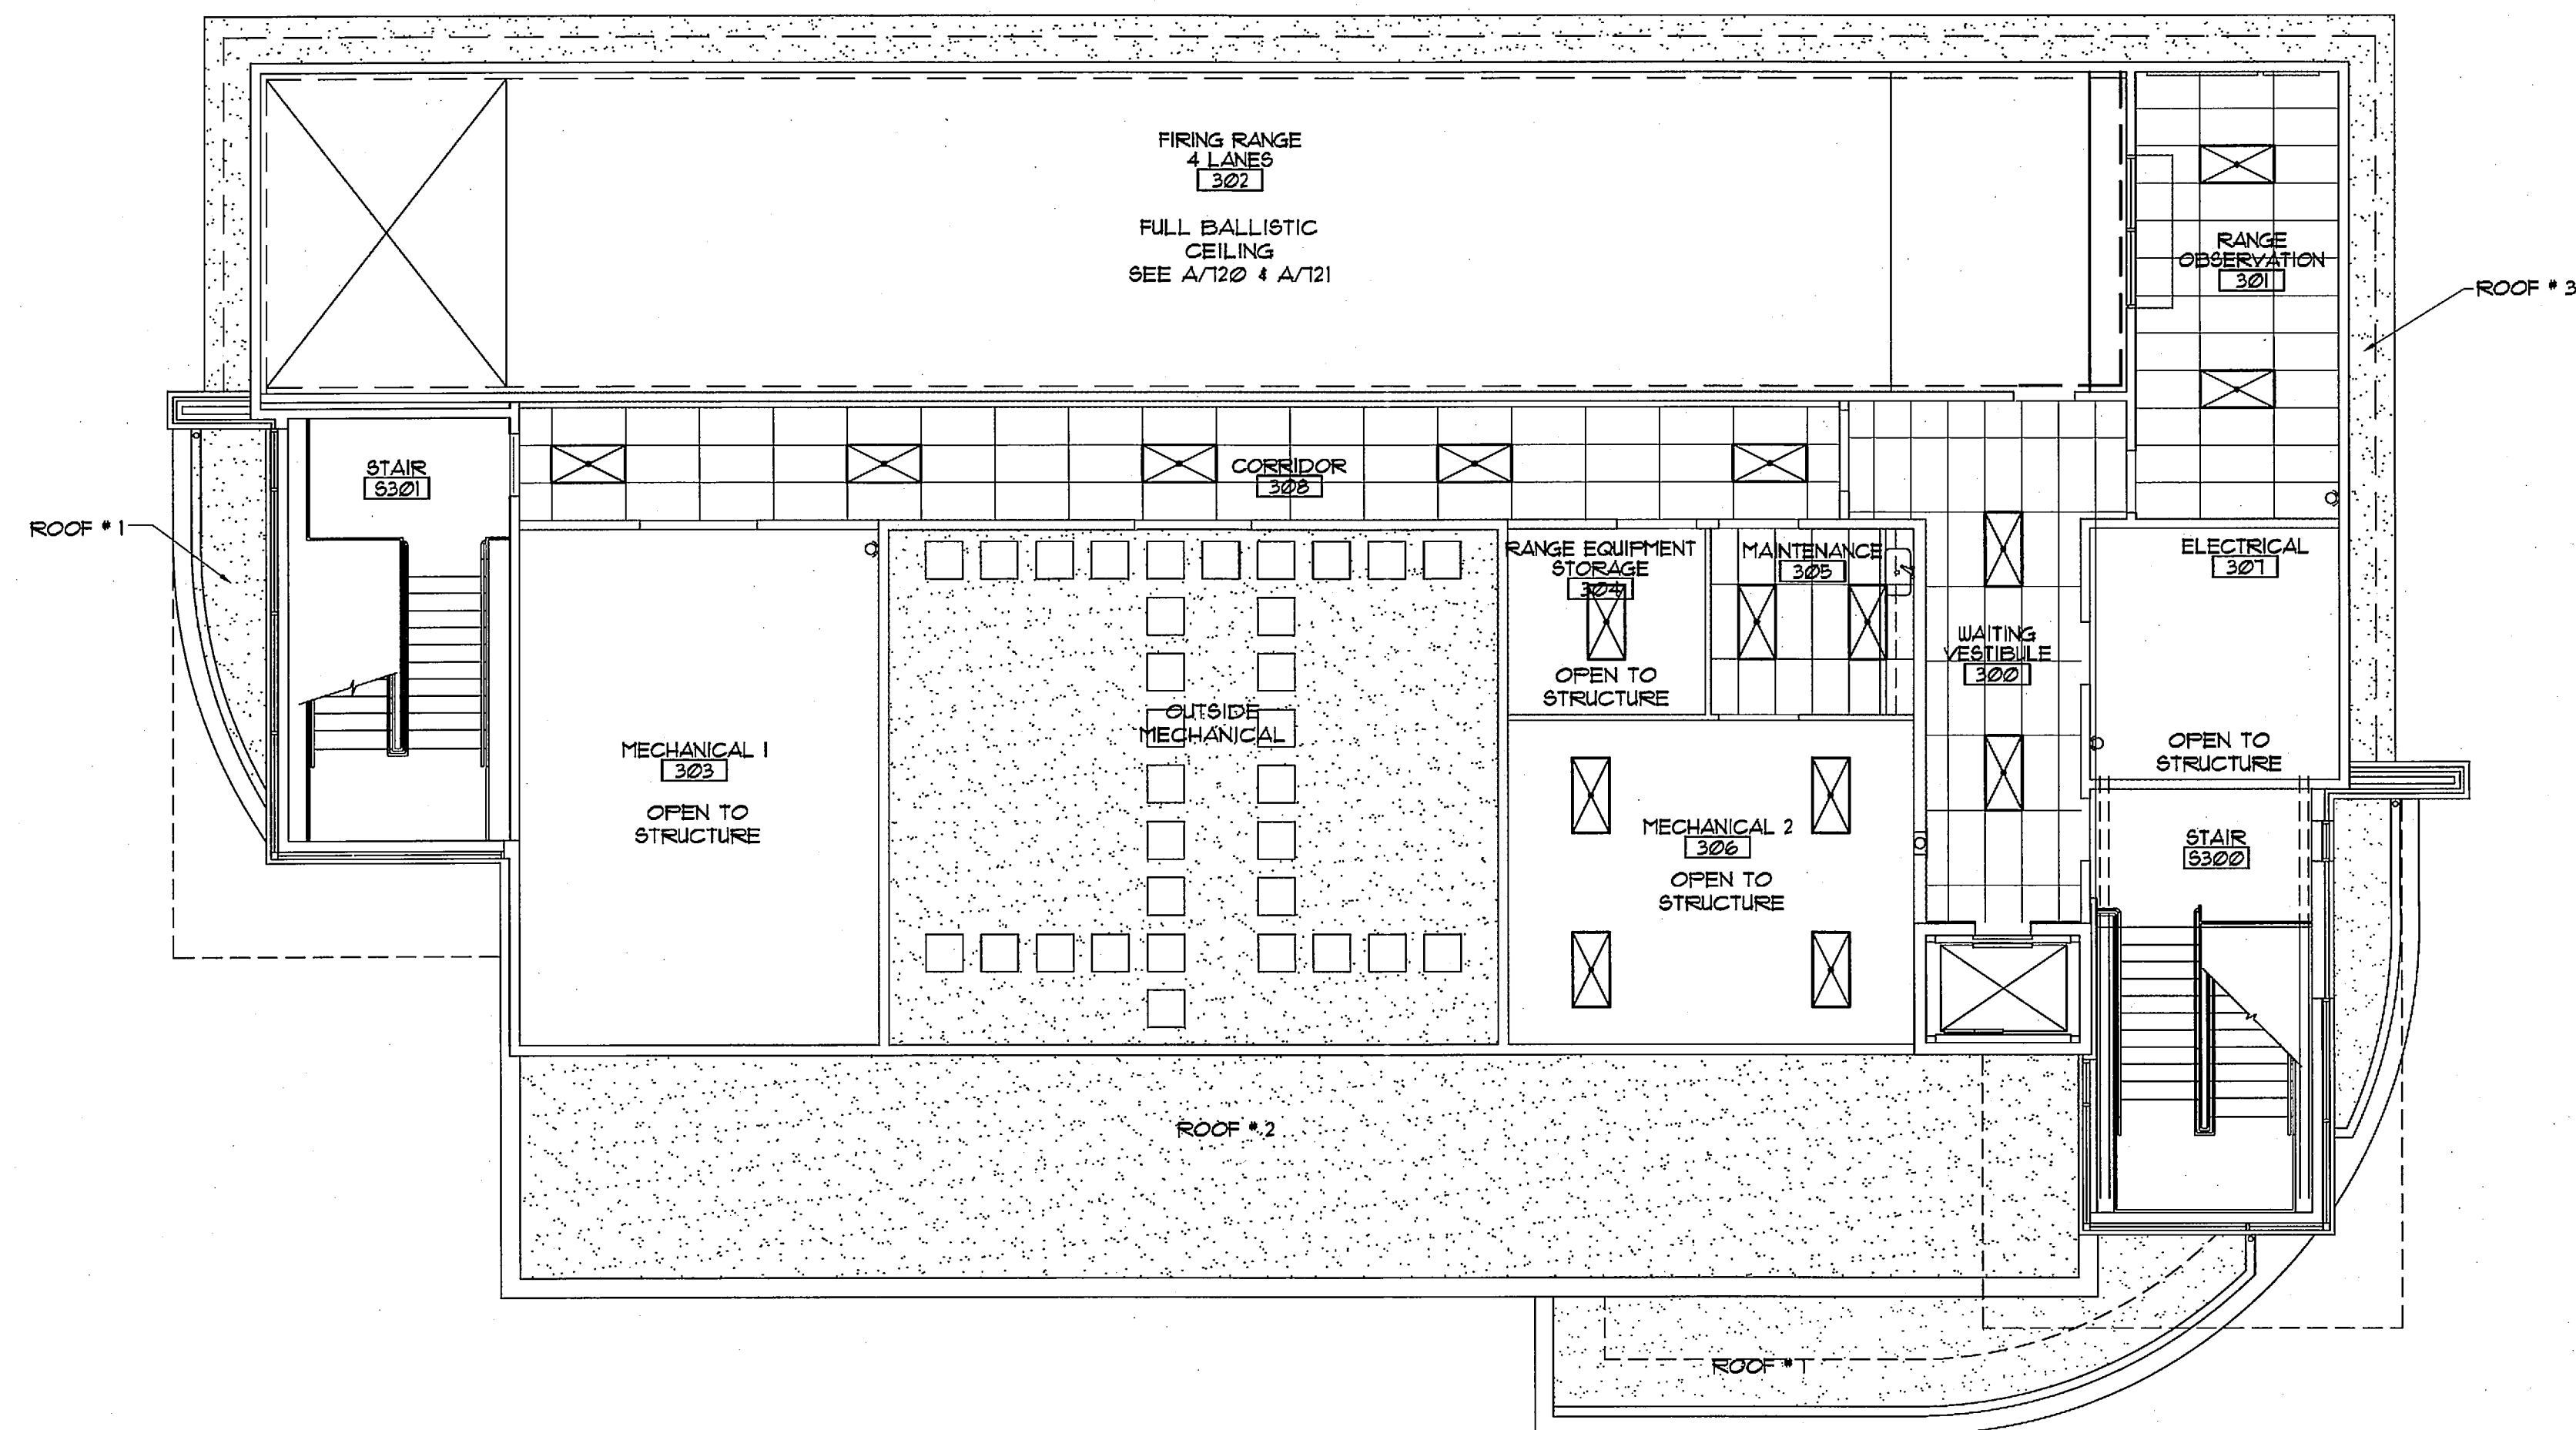 FIRING RANGE
4 LANES
302
FULL BALLISTIC
CEILING
SEE A/720 & A/721
RANGE
OBSERVATION
301
ROOF # 3
STAIR
S301
CORRIDOR
308
ROOF # 1
RANGE EQUIPMENT
STORAGE
304
OPEN TO
STRUCTURE
MAINTENANCE
305
ELECTRICAL
307
OPEN TO
STRUCTURE
WAITING
VESTIBULE
300
OUTSIDE
MECHANICAL
MECHANICAL 1
303
OPEN TO
STRUCTURE
MECHANICAL 2
306
OPEN TO
STRUCTURE
STAIR
S300
ROOF # 2
ROOF # 1